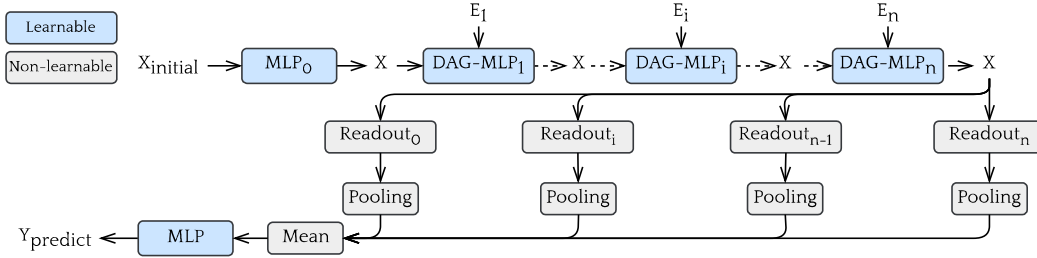 Learnable
Non-learnable
E1 Ei En
Xinitial MLP0 X DAG-MLP1 X DAG-MLPi X DAG-MLPn X
Readout0 Readouti Readoutn-1 Readoutn
Pooling Pooling Pooling Pooling
Ypredict MLP Mean